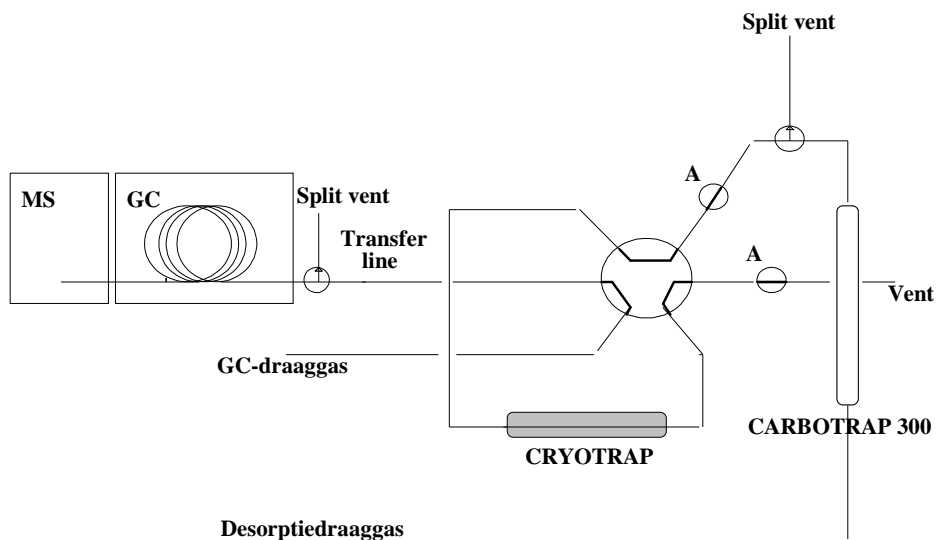 Split vent
A
MS
GC
Split vent
Transfer
line
A
Vent
GC-draaggas
CARBOTRAP 300
CRYOTRAP
Desorptiedraaggas